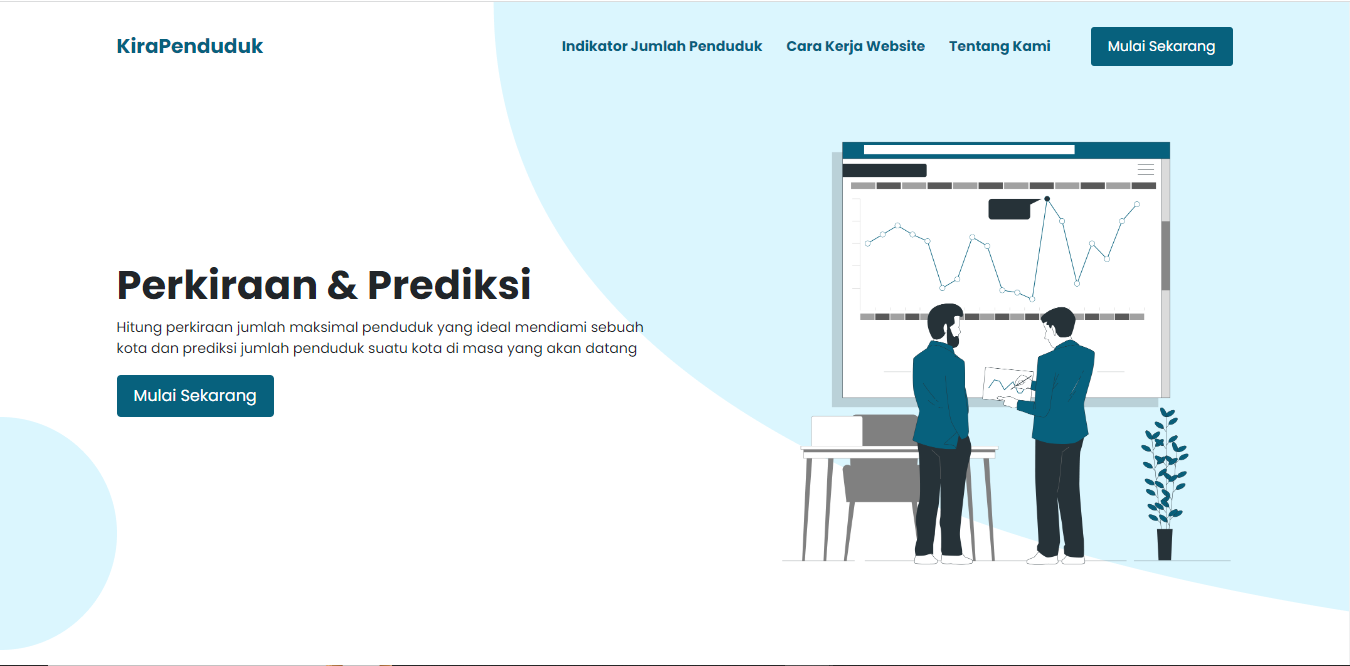 KiraPenduduk
Indikator Jumlah Penduduk
Cara Kerja Website
Tentang Kami
Mulai Sekarang
Perkiraan & Prediksi
Hitung perkiraan jumlah maksimal penduduk yang ideal mendiami sebuah
kota dan prediksi jumlah penduduk suatu kota di masa yang akan datang
Mulai Sekarang